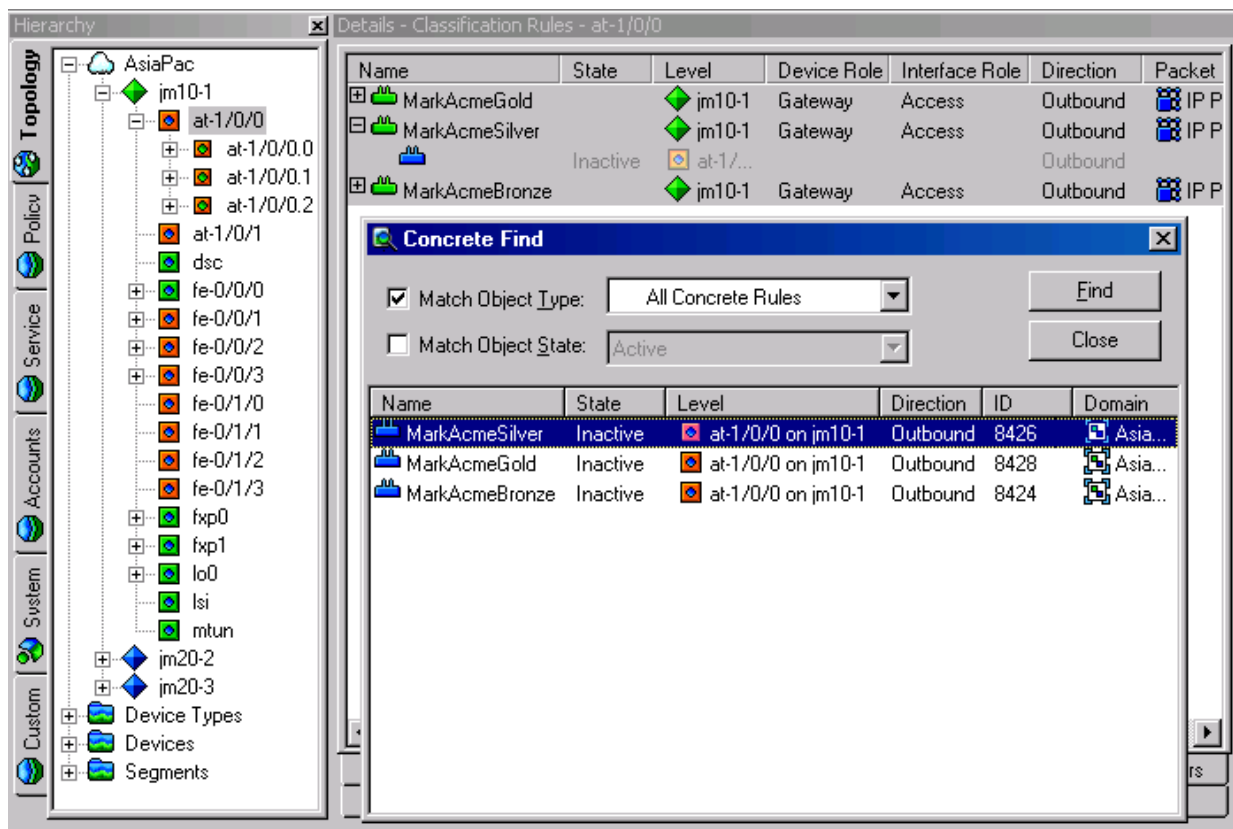 Hierarchy
Details - Classification Rules - at-1/0/0
Topology
Policy
Service
Accounts
System
Custom
AsiaPac
jm10-1
at-1/0/0
at-1/0/0.0
at-1/0/0.1
at-1/0/0.2
at-1/0/1
dsc
fe-0/0/0
fe-0/0/1
fe-0/0/2
fe-0/0/3
fe-0/1/0
fe-0/1/1
fe-0/1/2
fe-0/1/3
fxp0
fxp1
lo0
lsi
mtun
jm20-2
jm20-3
Device Types
Devices
Segments
Name State Level Device Role Interface Role Direction Packet
MarkAcmeGold jm10-1 Gateway Access Outbound IP P
MarkAcmeSilver jm10-1 Gateway Access Outbound IP P
Inactive at-1/... Outbound
MarkAcmeBronze jm10-1 Gateway Access Outbound IP P
Concrete Find
Match Object Type: All Concrete Rules Find
Match Object State: Active Close
Name State Level Direction ID Domain
MarkAcmeSilver Inactive at-1/0/0 on jm10-1 Outbound 8426 Asia...
MarkAcmeGold Inactive at-1/0/0 on jm10-1 Outbound 8428 Asia...
MarkAcmeBronze Inactive at-1/0/0 on jm10-1 Outbound 8424 Asia...
rs